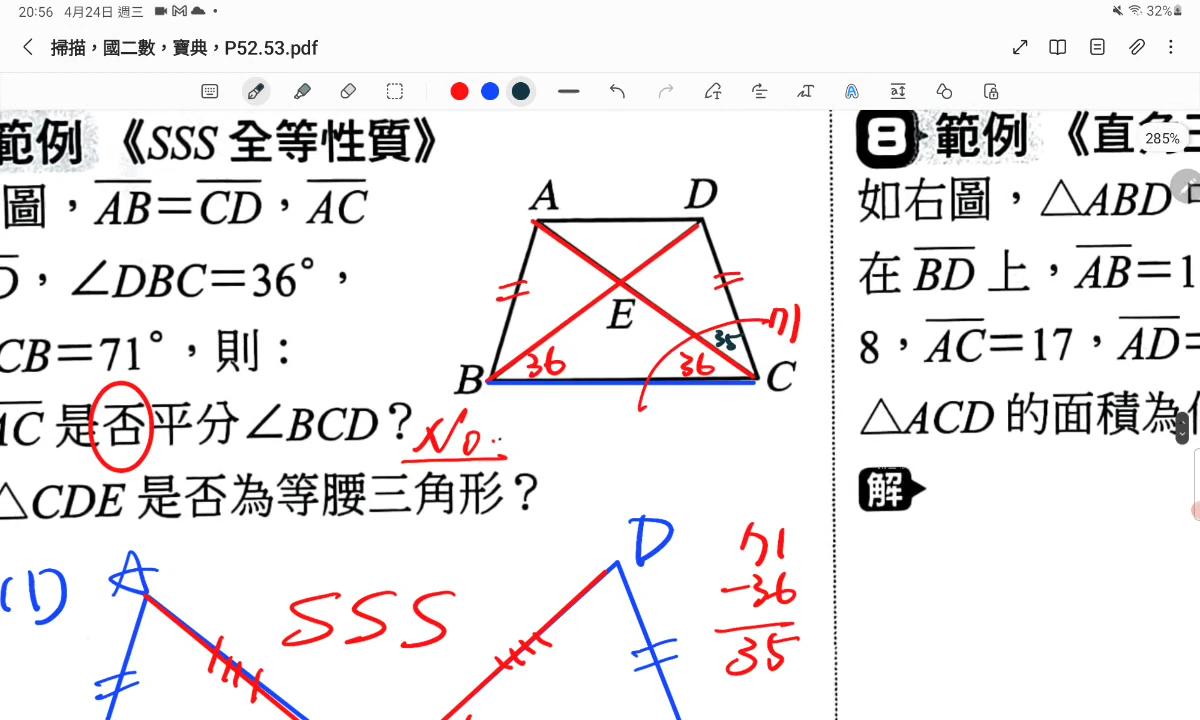 20:56 4月24日 週三
32%
掃描，國二數，寶典，P52.53.pdf
285%
範例 《SSS 全等性質》
圖，AB=CD，AC
D，∠DBC=36°，
CB=71°，則：
AC 是否平分∠BCD？ No.
△CDE 是否為等腰三角形？
A D
E
B C
36 36 35 71
(1) A D
SSS
71
-36
35
8 範例 《直角三
如右圖，△ABD
在 BD 上，AB=1
8，AC=17，AD=
△ACD 的面積為
解